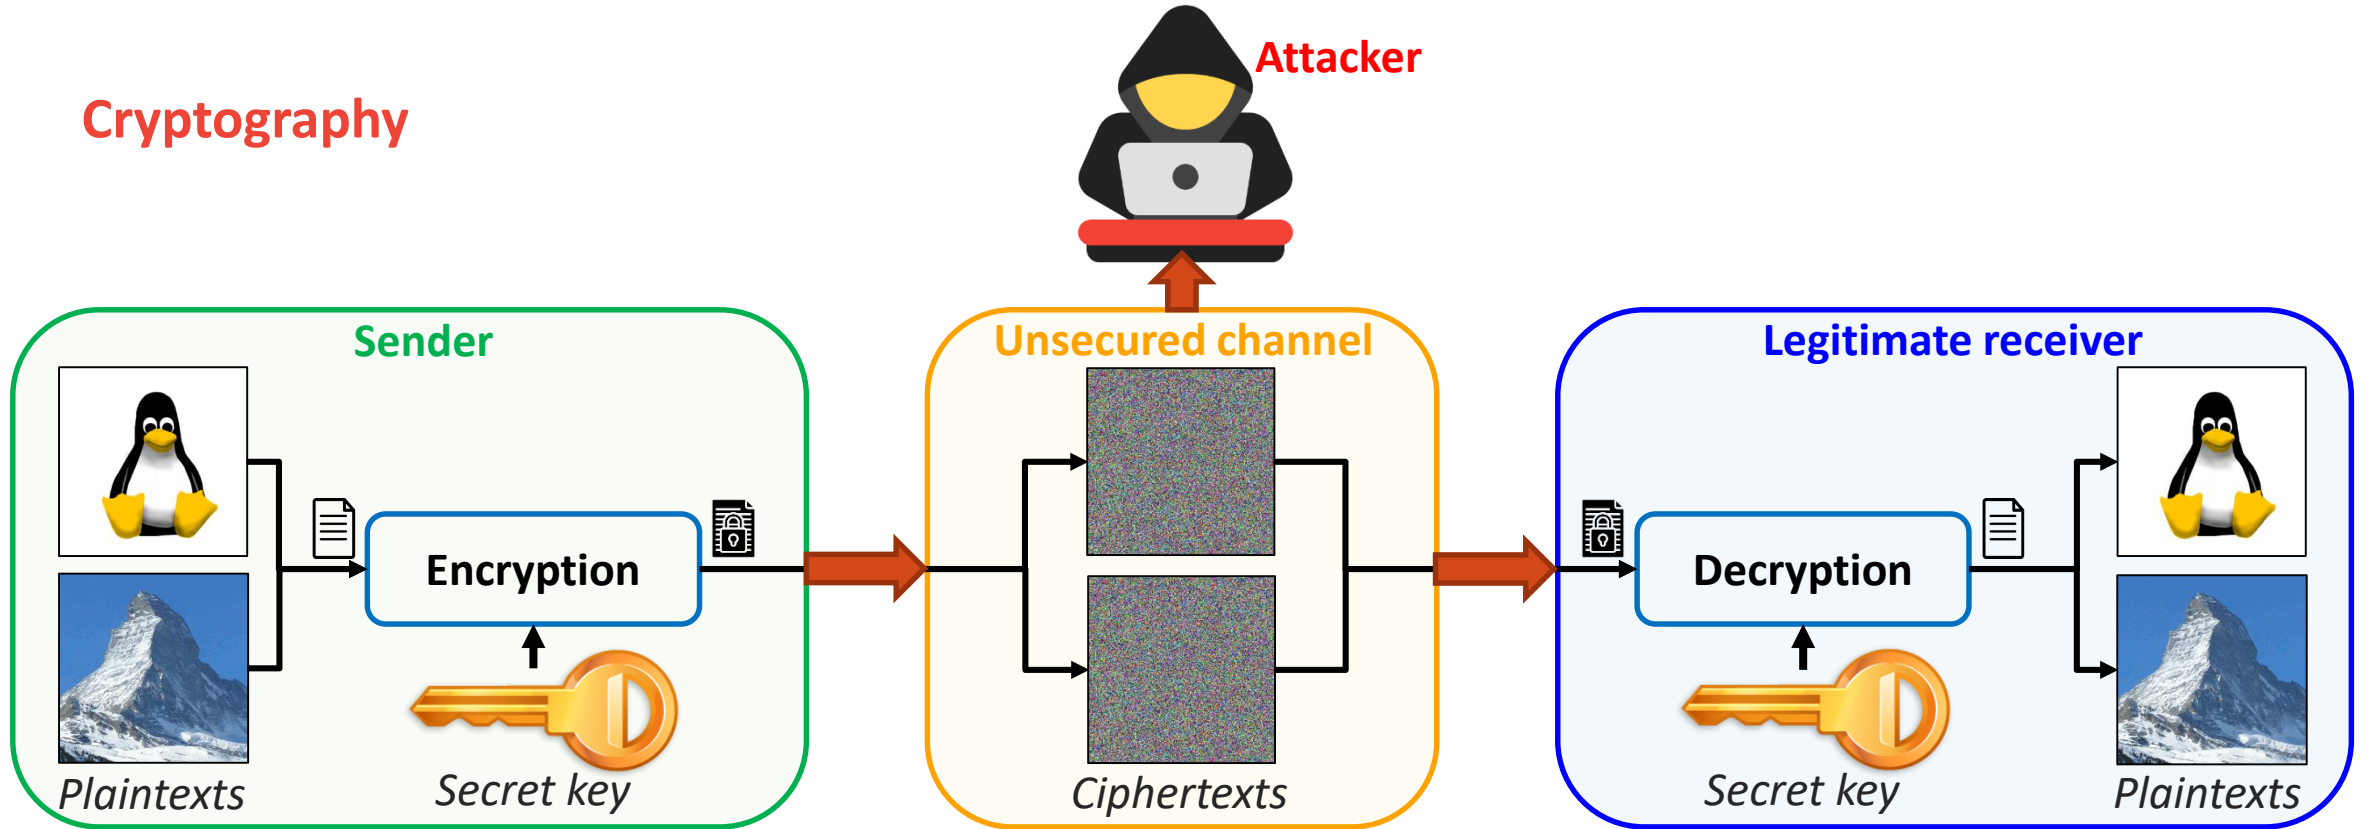 Cryptography
Attacker
Sender
Unsecured channel
Legitimate receiver
Encryption
Decryption
Plaintexts
Secret key
Ciphertexts
Secret key
Plaintexts